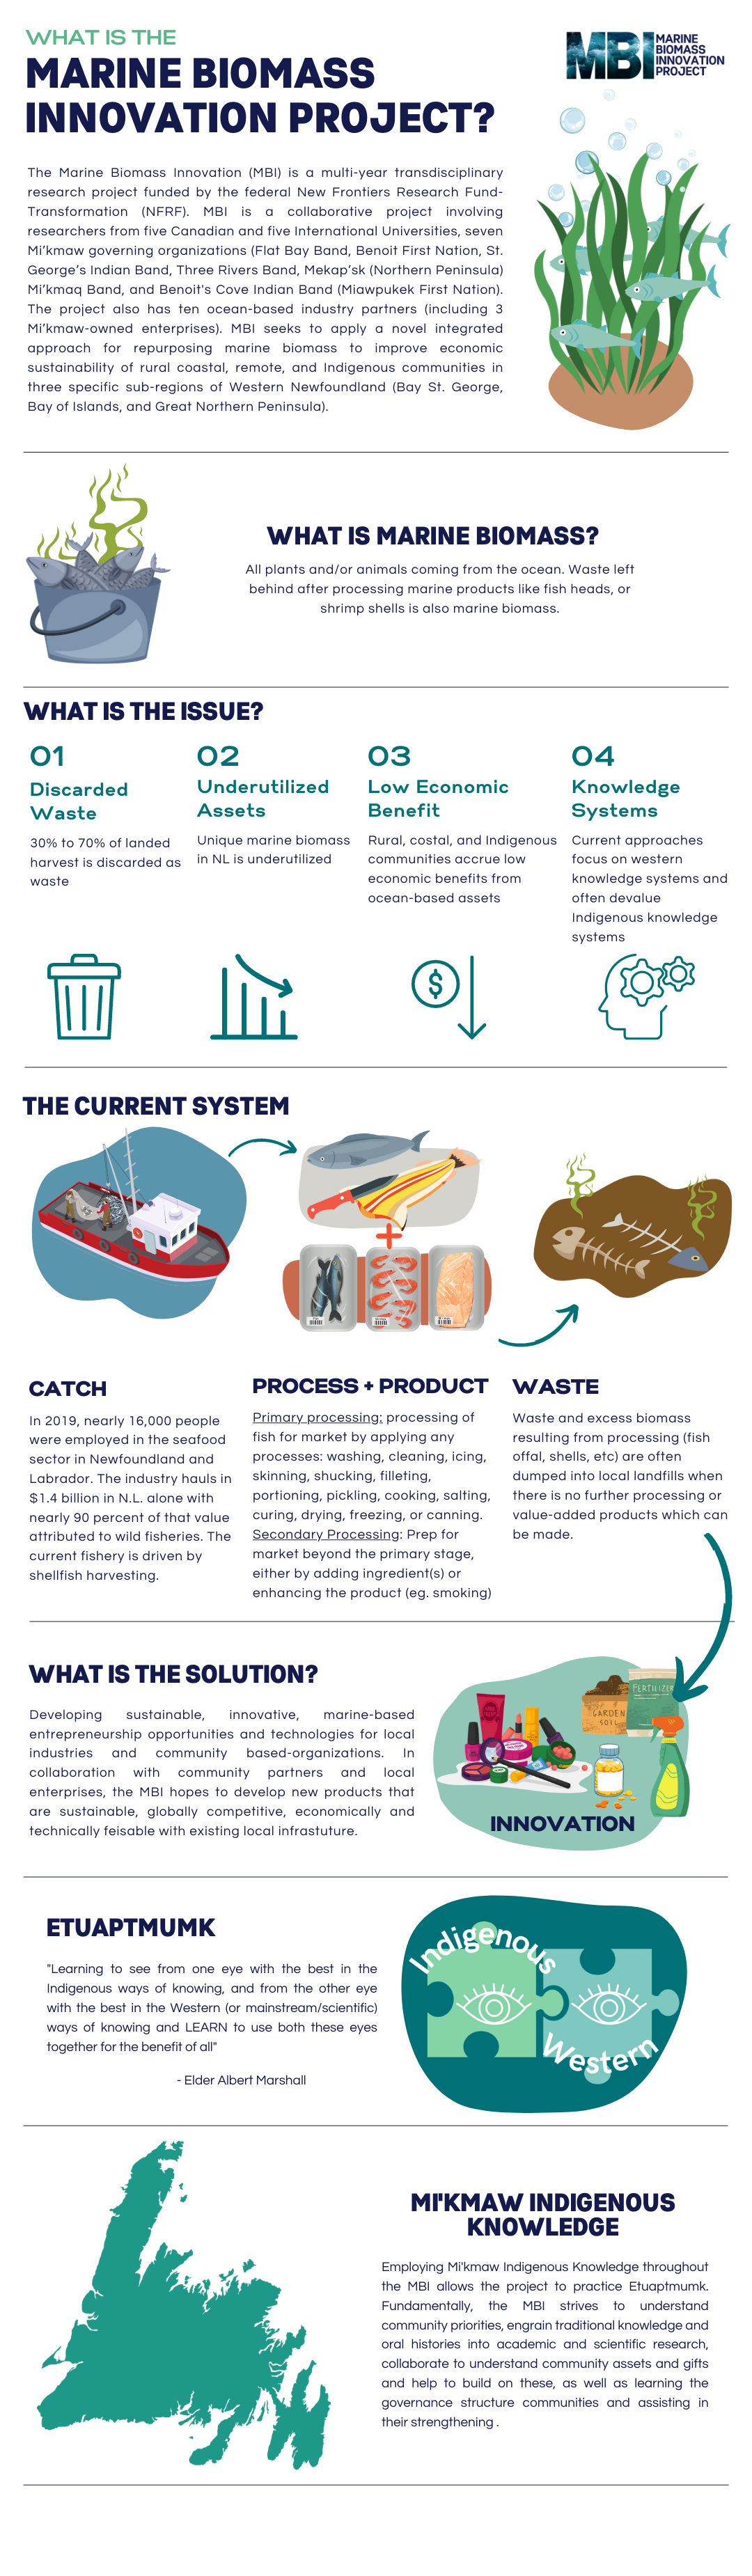 WHAT IS THE
MARINE BIOMASS
INNOVATION PROJECT?
MBI
MARINE
BIOMASS
INNOVATION
PROJECT
The Marine Biomass Innovation (MBI) is a multi-year transdisciplinary
research project funded by the federal New Frontiers Research Fund-
Transformation (NFRF). MBI is a collaborative project involving
researchers from five Canadian and five International Universities, seven
Mi'kmaw governing organizations (Flat Bay Band, Benoit First Nation, St.
George's Indian Band, Three Rivers Band, Mekap'sk (Northern Peninsula)
Mi'kmaq Band, and Benoit's Cove Indian Band (Miawpukek First Nation).
The project also has ten ocean-based industry partners (including 3
Mi'kmaw-owned enterprises). MBI seeks to apply a novel integrated
approach for repurposing marine biomass to improve economic
sustainability of rural coastal, remote, and Indigenous communities in
three specific sub-regions of Western Newfoundland (Bay St. George,
Bay of Islands, and Great Northern Peninsula).
WHAT IS MARINE BIOMASS?
All plants and/or animals coming from the ocean. Waste left
behind after processing marine products like fish heads, or
shrimp shells is also marine biomass.
WHAT IS THE ISSUE?
01
Discarded
Waste
30% to 70% of landed
harvest is discarded as
waste
02
Underutilized
Assets
Unique marine biomass
in NL is underutilized
03
Low Economic
Benefit
Rural, costal, and Indigenous
communities accrue low
economic benefits from
ocean-based assets
04
Knowledge
Systems
Current approaches
focus on western
knowledge systems and
often devalue
Indigenous knowledge
systems
$
THE CURRENT SYSTEM
CATCH
In 2019, nearly 16,000 people
were employed in the seafood
sector in Newfoundland and
Labrador. The industry hauls in
$1.4 billion in N.L. alone with
nearly 90 percent of that value
attributed to wild fisheries. The
current fishery is driven by
shellfish harvesting.
PROCESS + PRODUCT
Primary processing: processing of
fish for market by applying any
processes: washing, cleaning, icing,
skinning, shucking, filleting,
portioning, pickling, cooking, salting,
curing, drying, freezing, or canning.
Secondary Processing: Prep for
market beyond the primary stage,
either by adding ingredient(s) or
enhancing the product (eg. smoking)
WASTE
Waste and excess biomass
resulting from processing (fish
offal, shells, etc) are often
dumped into local landfills when
there is no further processing or
value-added products which can
be made.
WHAT IS THE SOLUTION?
Developing sustainable, innovative, marine-based
entrepreneurship opportunities and technologies for local
industries and community based-organizations. In
collaboration with community partners and local
enterprises, the MBI hopes to develop new products that
are sustainable, globally competitive, economically and
technically feisable with existing local infrastuture.
FERTILIZER
GARDEN
SOIL
INNOVATION
ETUAPTMUMK
"Learning to see from one eye with the best in the
Indigenous ways of knowing, and from the other eye
with the best in the Western (or mainstream/scientific)
ways of knowing and LEARN to use both these eyes
together for the benefit of all"
- Elder Albert Marshall
Indigenous
Western
MI'KMAW INDIGENOUS
KNOWLEDGE
Employing Mi'kmaw Indigenous Knowledge throughout
the MBI allows the project to practice Etuaptmumk.
Fundamentally, the MBI strives to understand
community priorities, engrain traditional knowledge and
oral histories into academic and scientific research,
collaborate to understand community assets and gifts
and help to build on these, as well as learning the
governance structure communities and assisting in
their strengthening .